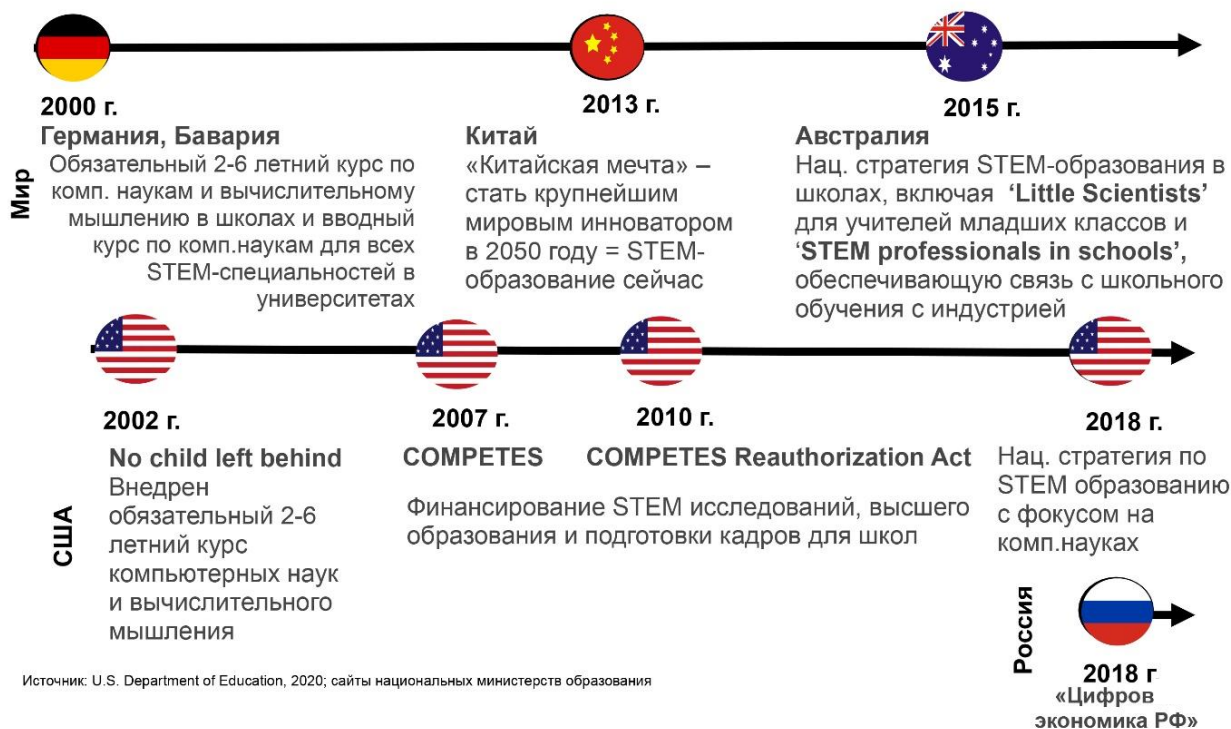 2000 г.
Германия, Бавария
Обязательный 2-6 летний курс по
комп. наукам и вычислительному
мышлению в школах и вводный
курс по комп.наукам для всех
STEM-специальностей в
университетах
2013 г.
Китай
«Китайская мечта» –
стать крупнейшим
мировым инноватором
в 2050 году = STEM-
образование сейчас
2015 г.
Австралия
Нац. стратегия STEM-образования в
школах, включая ‘Little Scientists’
для учителей младших классов и
‘STEM professionals in schools’,
обеспечивающую связь с школьного
обучения с индустрией
Мир
2002 г.
No child left behind
Внедрен
обязательный 2-6
летний курс
компьютерных наук
и вычислительного
мышления
2007 г.
COMPETES
2010 г.
COMPETES Reauthorization Act
Финансирование STEM исследований, высшего
образования и подготовки кадров для школ
2018 г.
Нац. стратегия по
STEM образованию
с фокусом на
комп.науках
США
Россия
2018 г
«Цифров
экономика РФ»
Источник: U.S. Department of Education, 2020; сайты национальных министерств образования